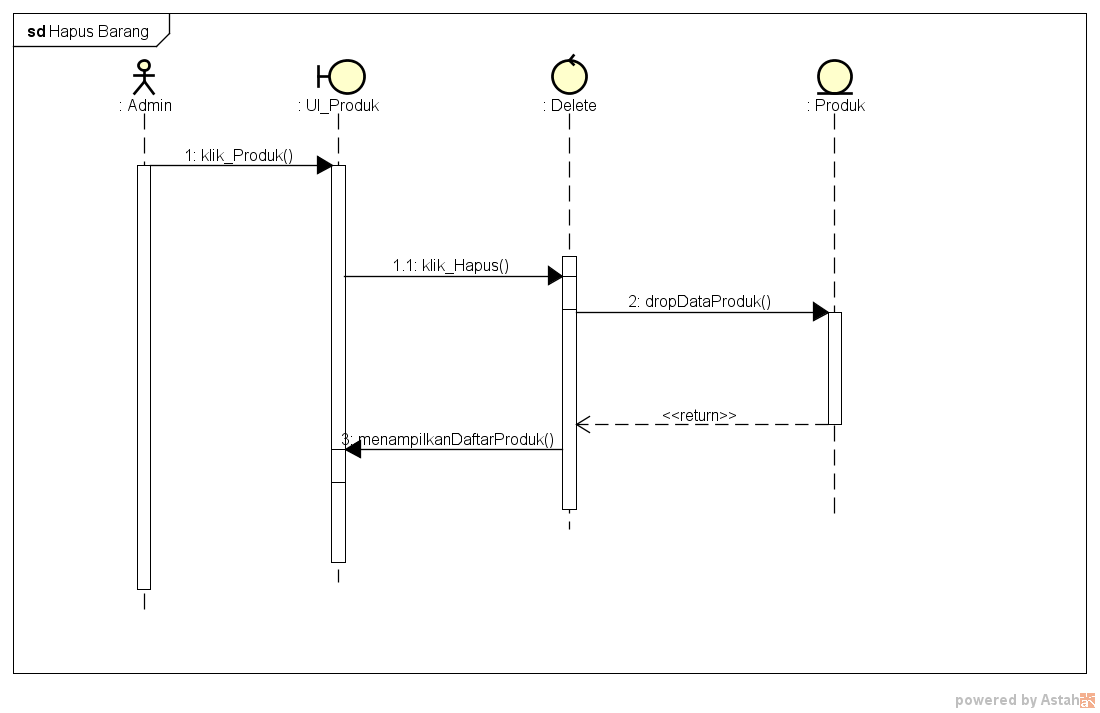 sd Hapus Barang
: Admin
: UI_Produk
: Delete
: Produk
1: klik_Produk()
1.1: klik_Hapus()
2: dropDataProduk()
<<return>>
3: menampilkanDaftarProduk()
powered by Astah